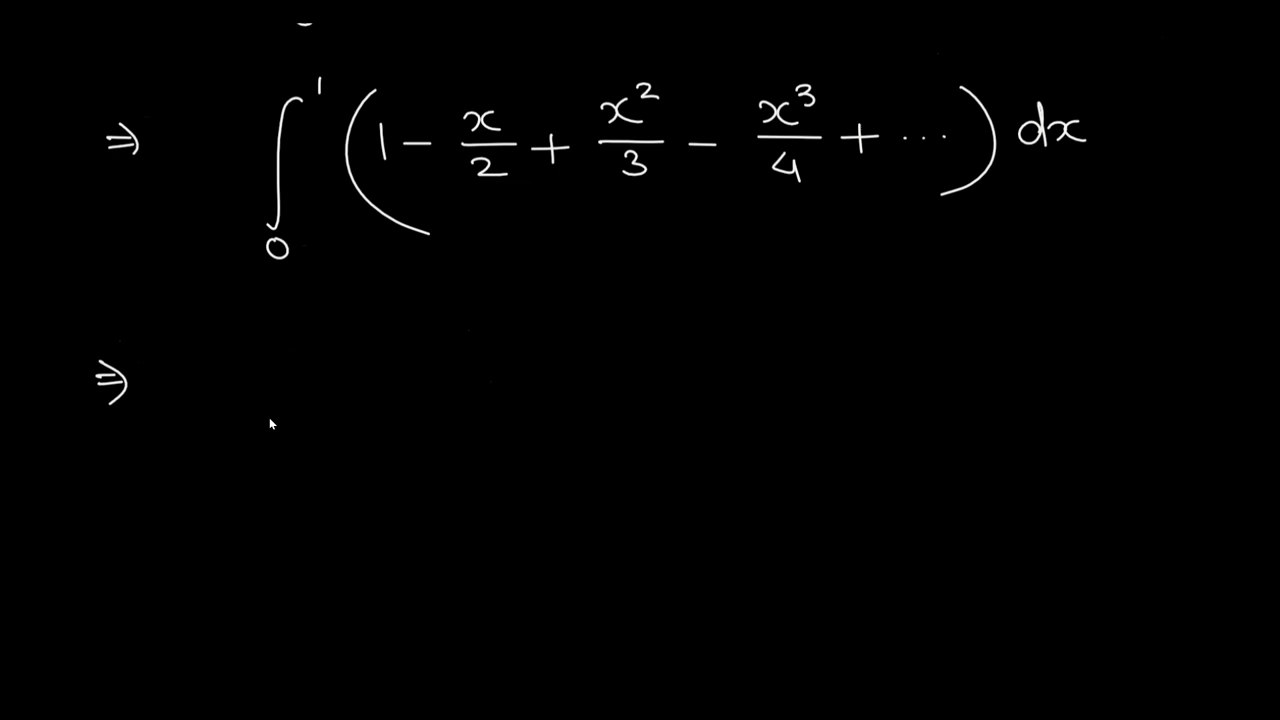 ⇒ ∫₀¹ (1 - x/2 + x²/3 - x³/4 + ...) dx
⇒